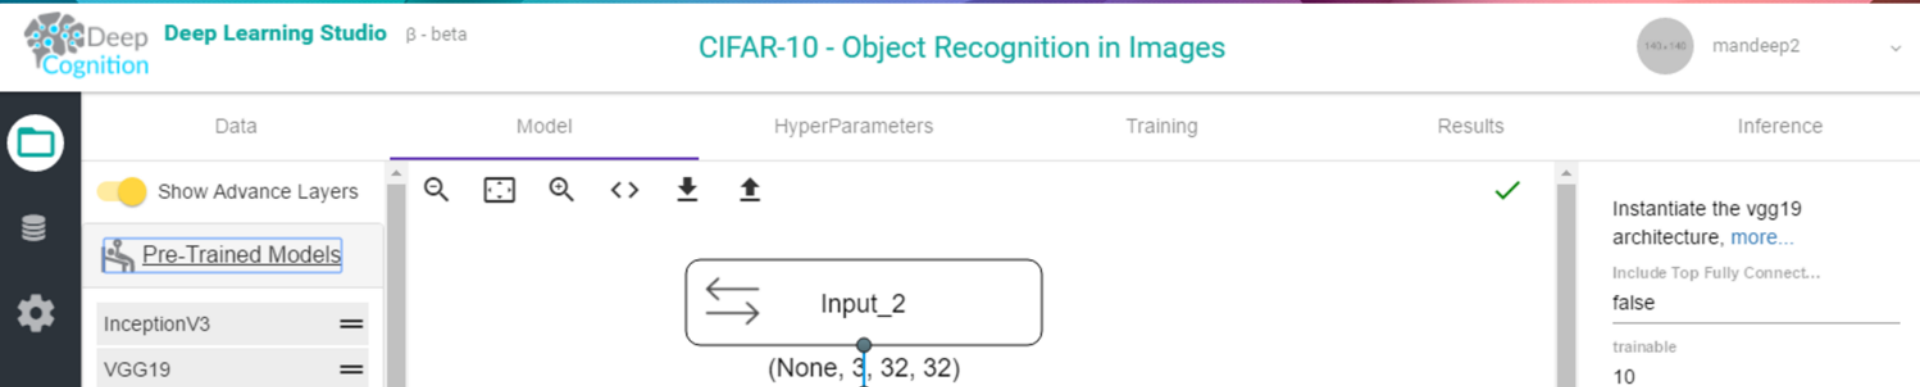 Deep Cognition
Deep Learning Studio β - beta
CIFAR-10 - Object Recognition in Images
140x140
mandeep2
Data Model HyperParameters Training Results Inference
Show Advance Layers
Pre-Trained Models
InceptionV3
VGG19
Input_2
(None, 3, 32, 32)
Instantiate the vgg19
architecture, more...
Include Top Fully Connect...
false
trainable
10